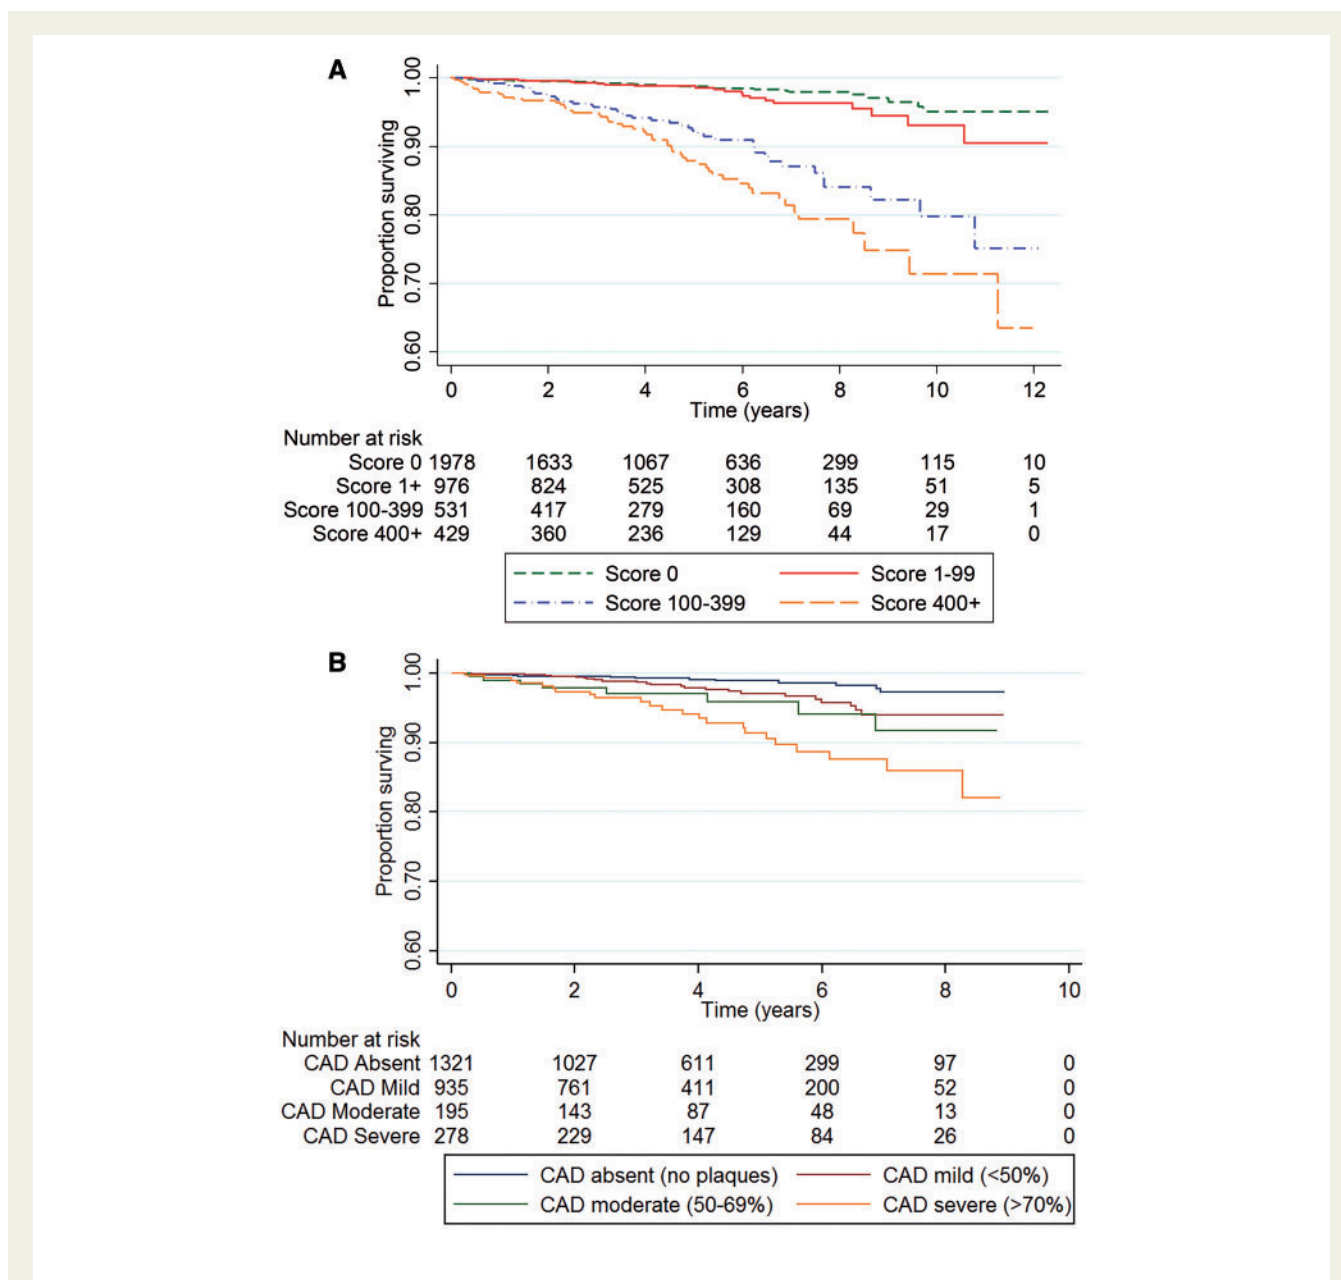 A
1.00
0.90
0.80
0.70
0.60
Proportion surviving
0 2 4 6 8 10 12
Time (years)
Number at risk
Score 0 1978 1633 1067 636 299 115 10
Score 1+ 976 824 525 308 135 51 5
Score 100-399 531 417 279 160 69 29 1
Score 400+ 429 360 236 129 44 17 0
Score 0 Score 1-99
Score 100-399 Score 400+
B
1.00
0.90
0.80
0.70
0.60
Proportion surving
0 2 4 6 8 10
Time (years)
Number at risk
CAD Absent 1321 1027 611 299 97 0
CAD Mild 935 761 411 200 52 0
CAD Moderate 195 143 87 48 13 0
CAD Severe 278 229 147 84 26 0
CAD absent (no plaques) CAD mild (<50%)
CAD moderate (50-69%) CAD severe (>70%)